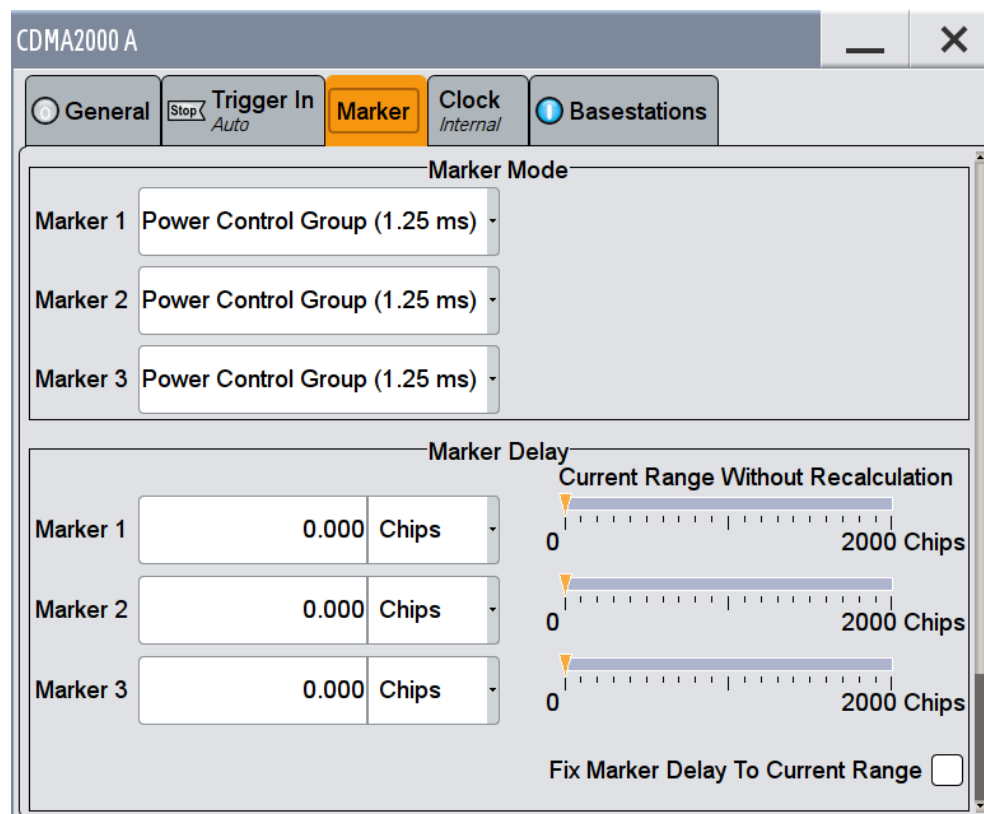 CDMA2000 A
General
Stop
Trigger In
Auto
Marker
Clock
Internal
Basestations
Marker Mode
Marker 1 Power Control Group (1.25 ms)
Marker 2 Power Control Group (1.25 ms)
Marker 3 Power Control Group (1.25 ms)
Marker Delay
Current Range Without Recalculation
Marker 1 0.000 Chips
0 2000 Chips
Marker 2 0.000 Chips
0 2000 Chips
Marker 3 0.000 Chips
0 2000 Chips
Fix Marker Delay To Current Range